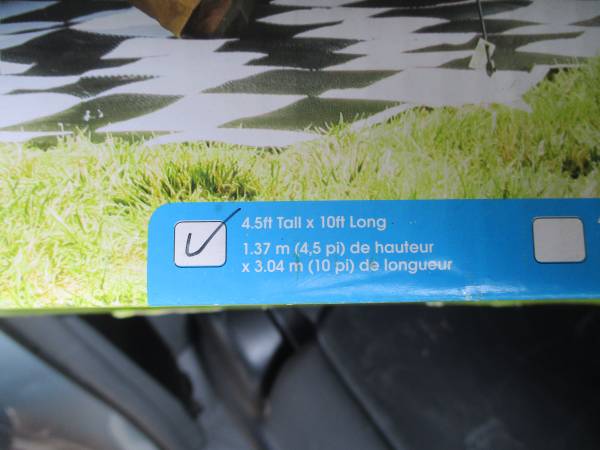 4.5ft Tall x 10ft Long
1.37 m (4,5 pi) de hauteur
x 3.04 m (10 pi) de longueur